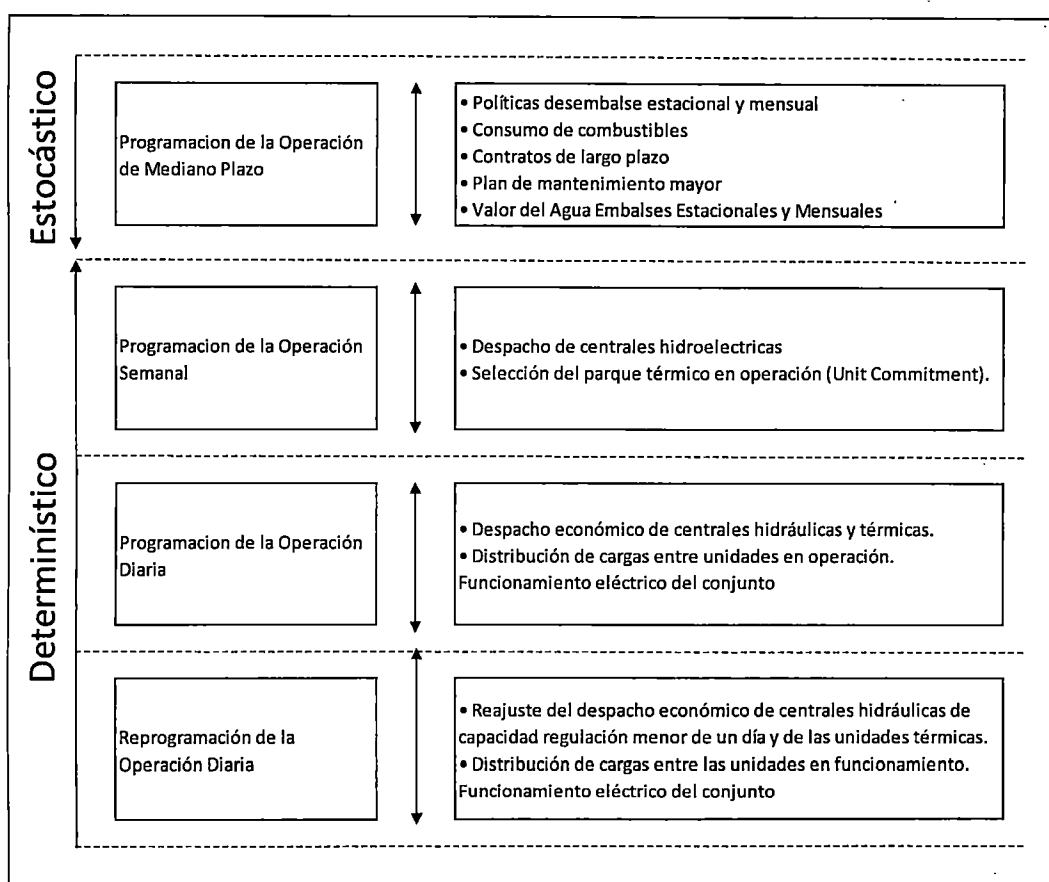 Estocástico
Programacion de la Operación
de Mediano Plazo
• Políticas desembalse estacional y mensual
• Consumo de combustibles
• Contratos de largo plazo
• Plan de mantenimiento mayor
• Valor del Agua Embalses Estacionales y Mensuales
Determinístico
Programacion de la Operación
Semanal
• Despacho de centrales hidroelectricas
• Selección del parque térmico en operación (Unit Commitment).
Programacion de la Operación
Diaria
• Despacho económico de centrales hidráulicas y térmicas.
• Distribución de cargas entre unidades en operación.
Funcionamiento eléctrico del conjunto
Reprogramación de la
Operación Diaria
• Reajuste del despacho económico de centrales hidráulicas de
capacidad regulación menor de un día y de las unidades térmicas.
• Distribución de cargas entre las unidades en funcionamiento.
Funcionamiento eléctrico del conjunto